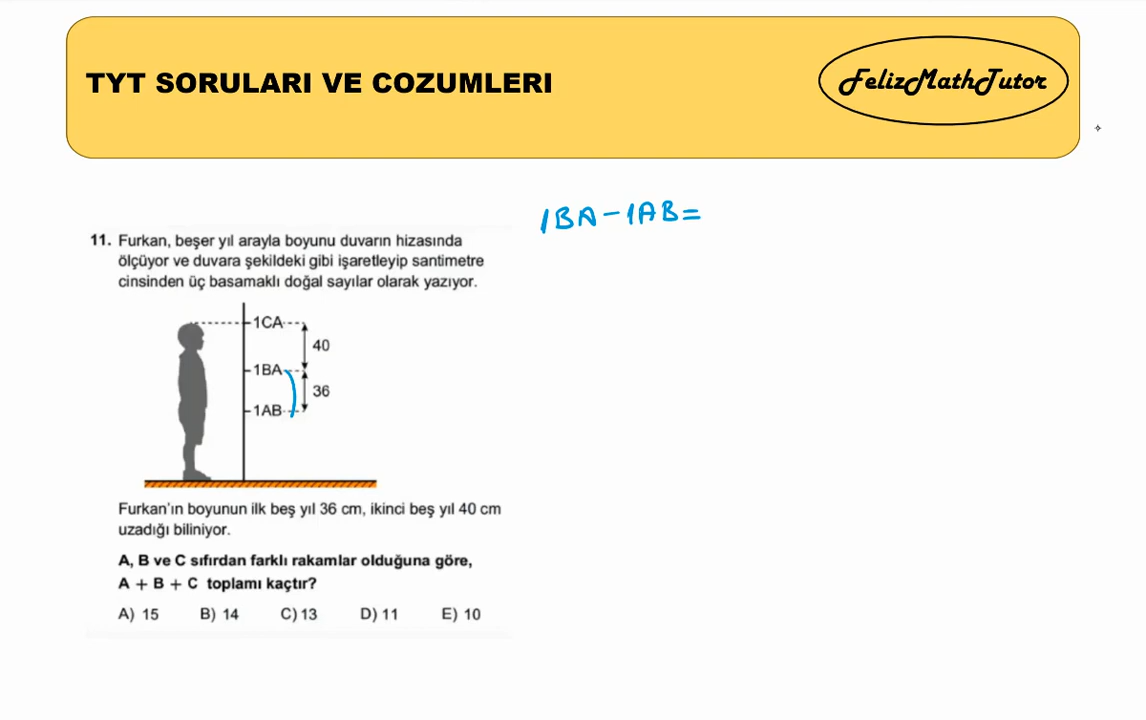 TYT SORULARI VE COZUMLERI
FelizMathTutor
1BA-1AB=
11. Furkan, beşer yıl arayla boyunu duvarın hizasında
ölçüyor ve duvara şekildeki gibi işaretleyip santimetre
cinsinden üç basamaklı doğal sayılar olarak yazıyor.
1CA
40
1BA
36
1AB
Furkan'ın boyunun ilk beş yıl 36 cm, ikinci beş yıl 40 cm
uzadığı biliniyor.
A, B ve C sıfırdan farklı rakamlar olduğuna göre,
A + B + C toplamı kaçtır?
A) 15 B) 14 C) 13 D) 11 E) 10